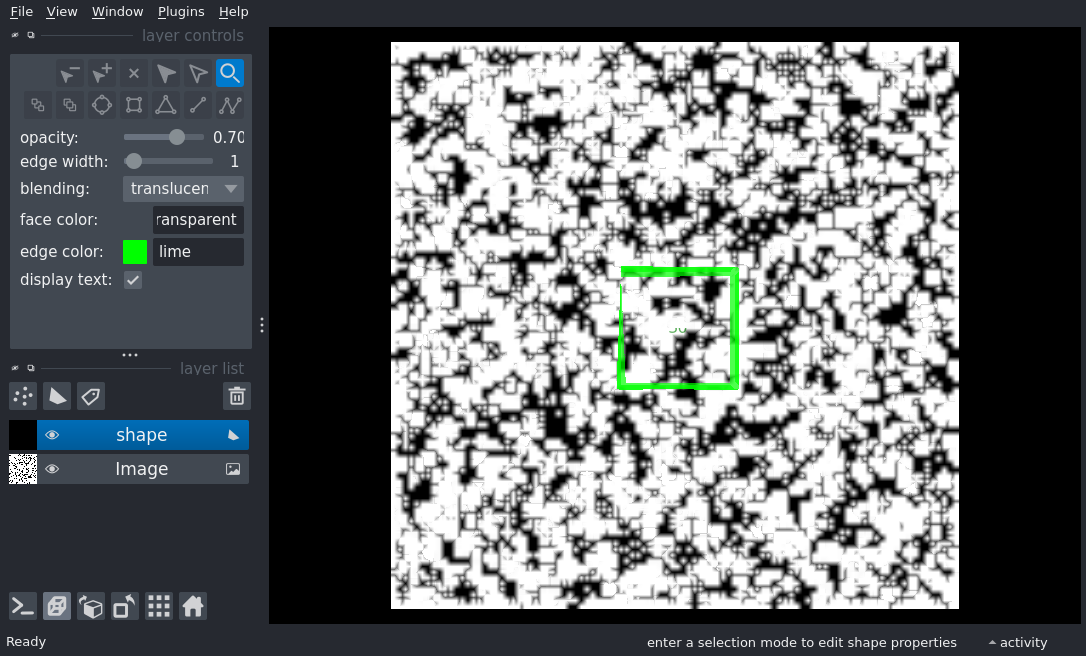 File View Window Plugins Help
layer controls
opacity: 0.70
edge width: 1
blending: translucen
face color: ransparent
edge color: lime
display text:
layer list
shape
Image
Ready
enter a selection mode to edit shape properties
activity